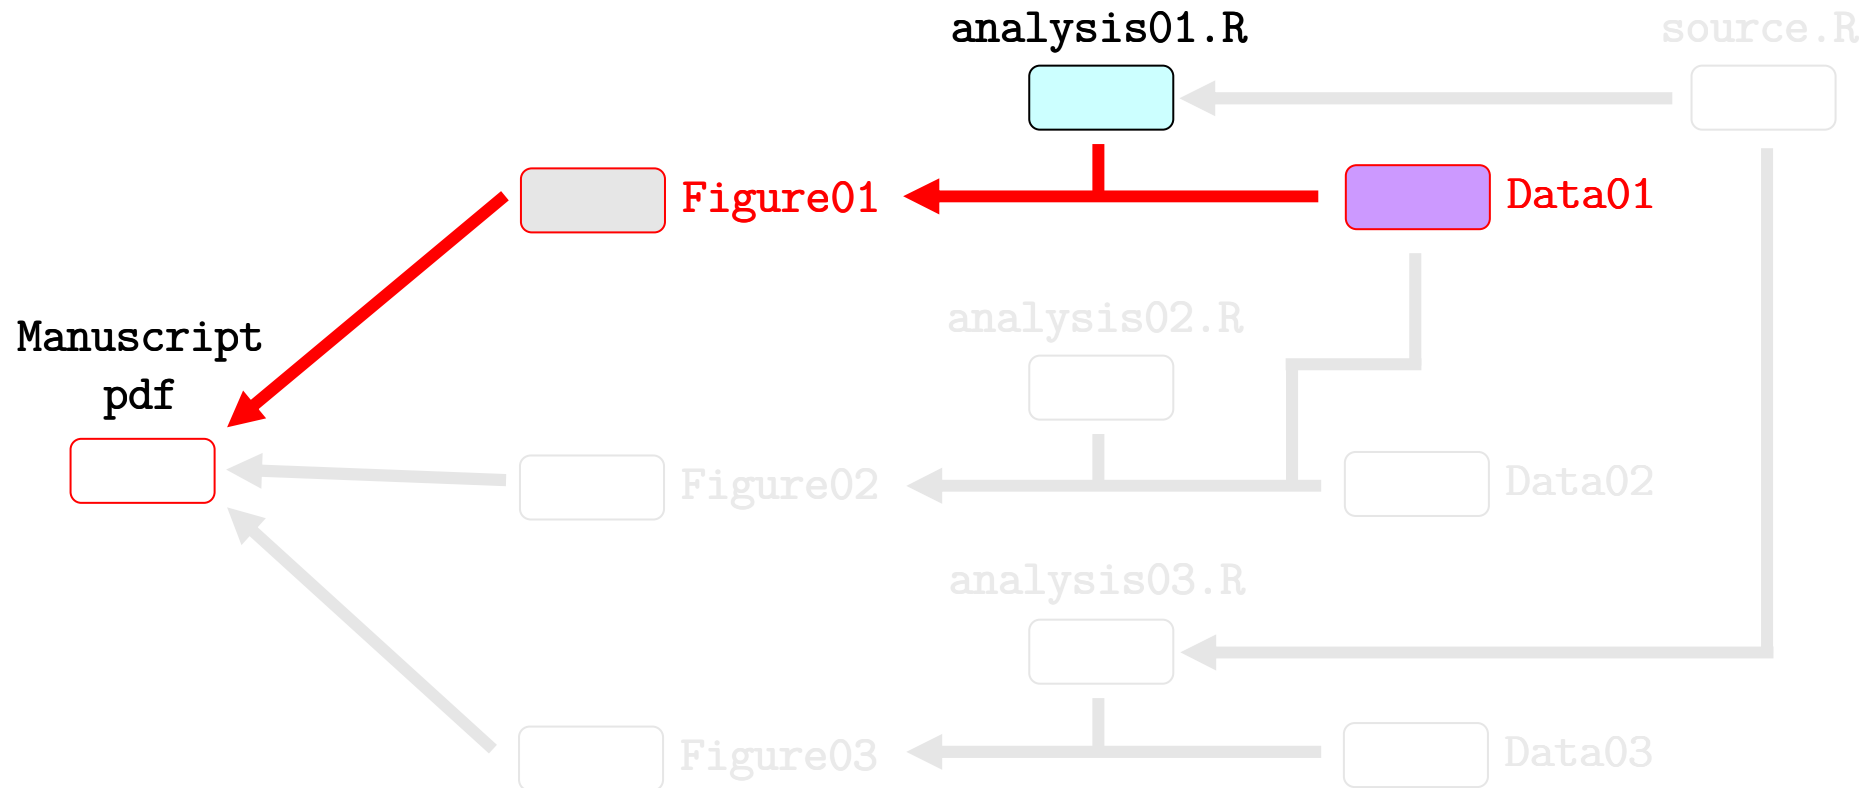 analysis01.R
source.R
Figure01
Data01
analysis02.R
Manuscript
pdf
Figure02
Data02
analysis03.R
Figure03
Data03